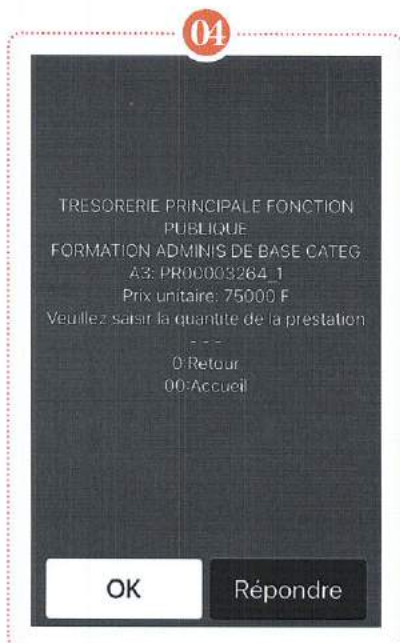 04
TRESORERIE PRINCIPALE FONCTION
PUBLIQUE
FORMATION ADMINIS DE BASE CATEG
A3: PR00003264_1
Prix unitaire: 75000 F
Veuillez saisir la quantite de la prestation
- - -
0:Retour
00:Accueil
OK
Répondre